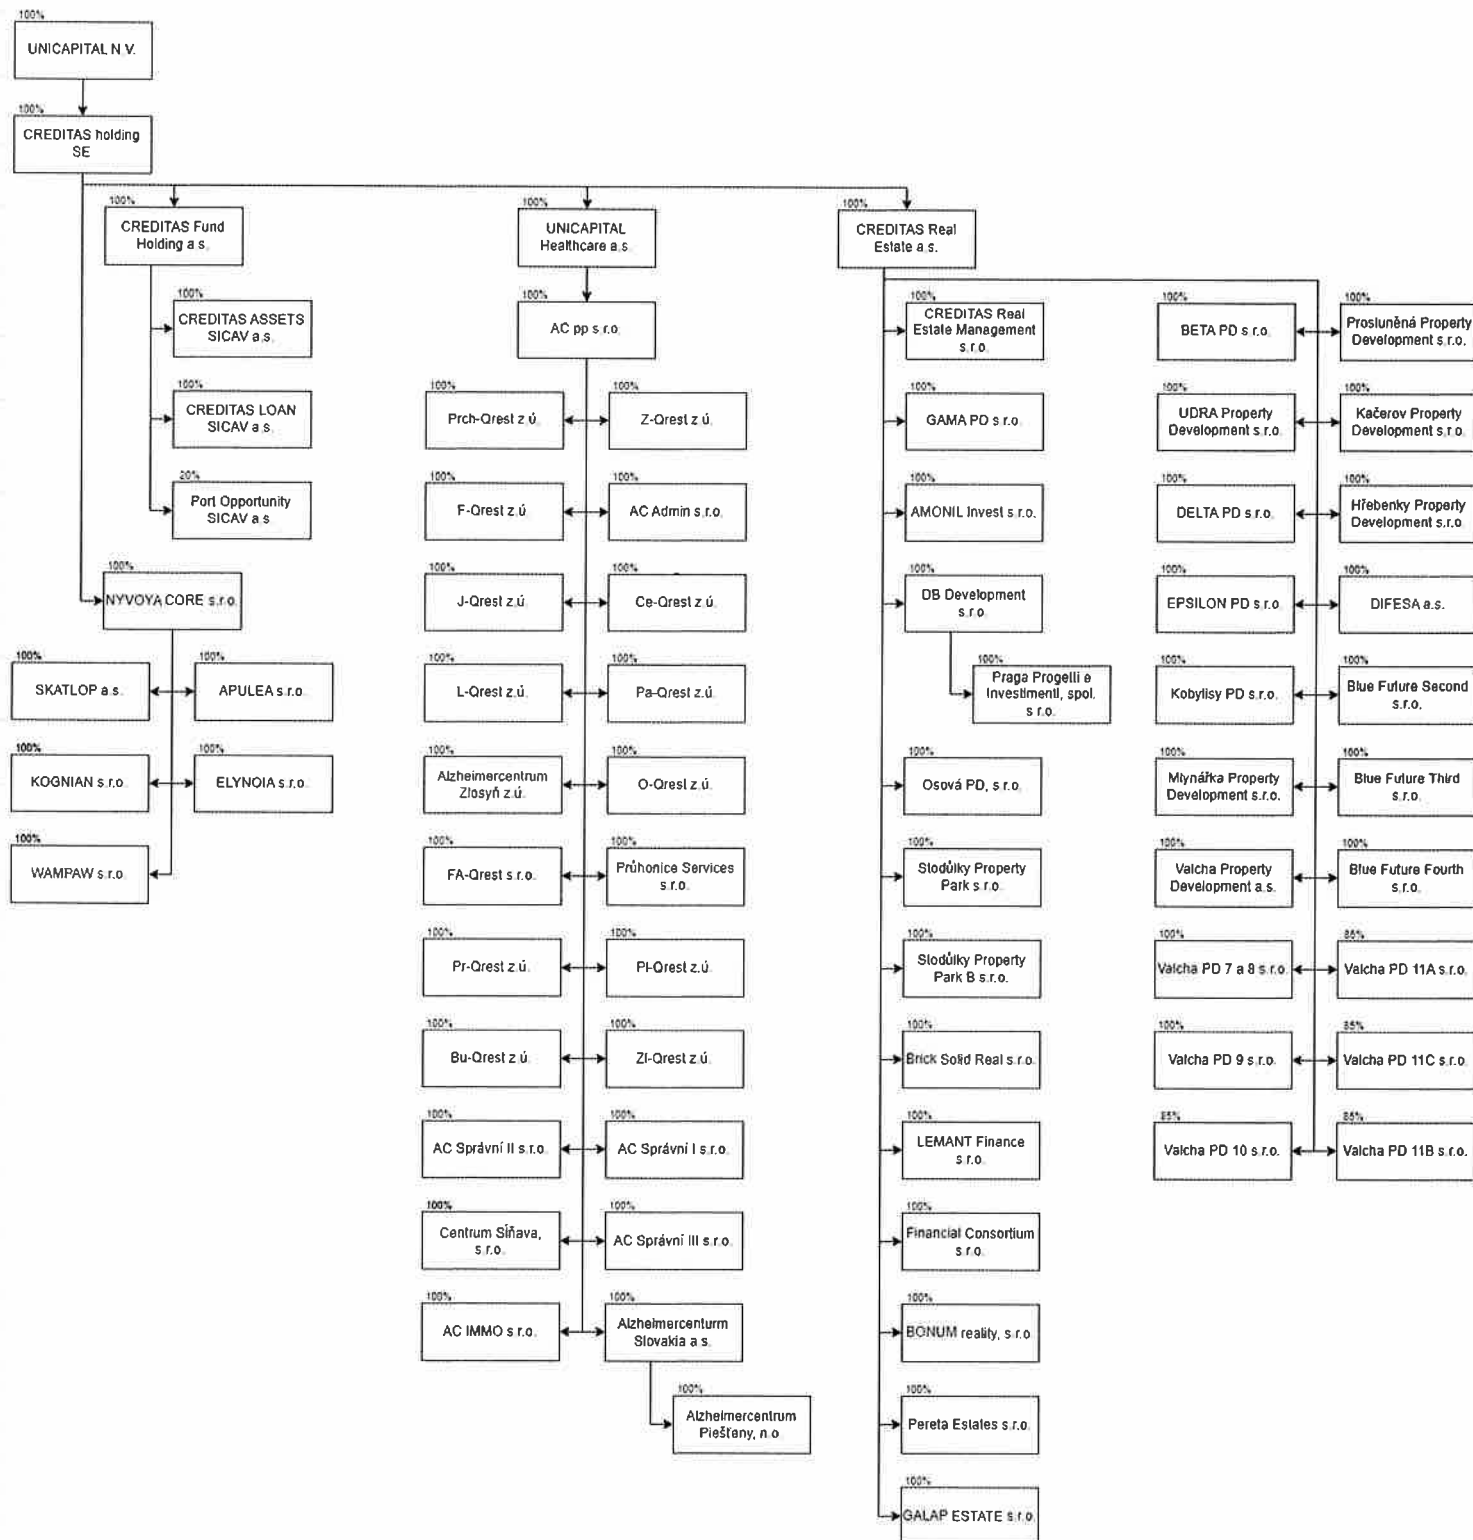 100%
UNICAPITAL N.V.
100%
CREDITAS holding
SE
100%
CREDITAS Fund
Holding a.s.
100%
CREDITAS ASSETS
SICAV a.s.
100%
CREDITAS LOAN
SICAV a.s.
20%
Port Opportunity
SICAV a.s
100%
NYVOYA CORE s.r.o.
100%
SKATLOP a.s.
100%
APULEA s.r.o.
100%
KOGNIAN s.r.o.
100%
ELYNOIA s.r.o.
100%
WAMPAW s.r.o.
100%
UNICAPITAL
Healthcare a.s.
100%
AC pp s.r.o.
100%
Prch-Qrest z.ú.
100%
Z-Qrest z.ú.
100%
F-Qrest z.ú.
100%
AC Admin s.r.o.
100%
J-Qrest z.ú.
100%
Ce-Qrest z.ú.
100%
L-Qrest z.ú.
100%
Pa-Qrest z.ú.
100%
Alzheimercentrum
Zlosyň z.ú.
100%
O-Qrest z.ú.
100%
FA-Qrest s.r.o.
100%
Průhonice Services
s.r.o.
100%
Pr-Qrest z.ú.
100%
Pl-Qrest z.ú.
100%
Bu-Qrest z.ú.
100%
Zl-Qrest z.ú.
100%
AC Správní II s.r.o.
100%
AC Správní I s.r.o.
100%
Centrum Sĺňava,
s.r.o.
100%
AC Správní III s.r.o.
100%
AC IMMO s.r.o.
100%
Alzheimercenturm
Slovakia a.s.
100%
Alzheimercentrum
Piešťany, n.o
100%
CREDITAS Real
Estate a.s.
100%
CREDITAS Real
Estate Management
s.r.o.
100%
GAMA PD s.r.o.
100%
AMONIL Invest s.r.o.
100%
DB Development
s.r.o.
100%
Praga Progelli e
Investimenti, spol.
s r.o.
100%
Osová PD, s.r.o.
100%
Stodůlky Property
Park s.r.o.
100%
Stodůlky Property
Park B s.r.o.
100%
Brick Solid Real s.r.o.
100%
LEMANT Finance
s.r.o.
100%
Financial Consortium
s.r.o.
100%
BONUM reality, s.r.o
100%
Pereta Estates s.r.o.
100%
GALAP ESTATE s.r.o.
100%
BETA PD s.r.o.
100%
Prosluněná Property
Development s.r.o.
100%
UDRA Property
Development s.r.o.
100%
Kačerov Property
Development s.r.o.
100%
DELTA PD s.r.o.
100%
Hřebenky Property
Development s.r.o.
100%
EPSILON PD s.r.o.
100%
DIFESA a.s.
100%
Kobylisy PD s.r.o.
100%
Blue Future Second
s.r.o.
100%
Mlynářka Property
Development s.r.o.
100%
Blue Future Third
s.r.o.
100%
Valcha Property
Development a.s.
100%
Blue Future Fourth
s.r.o.
100%
Valcha PD 7 a 8 s.r.o.
85%
Valcha PD 11A s.r.o.
100%
Valcha PD 9 s.r.o.
85%
Valcha PD 11C s.r.o.
85%
Valcha PD 10 s.r.o.
85%
Valcha PD 11B s.r.o.